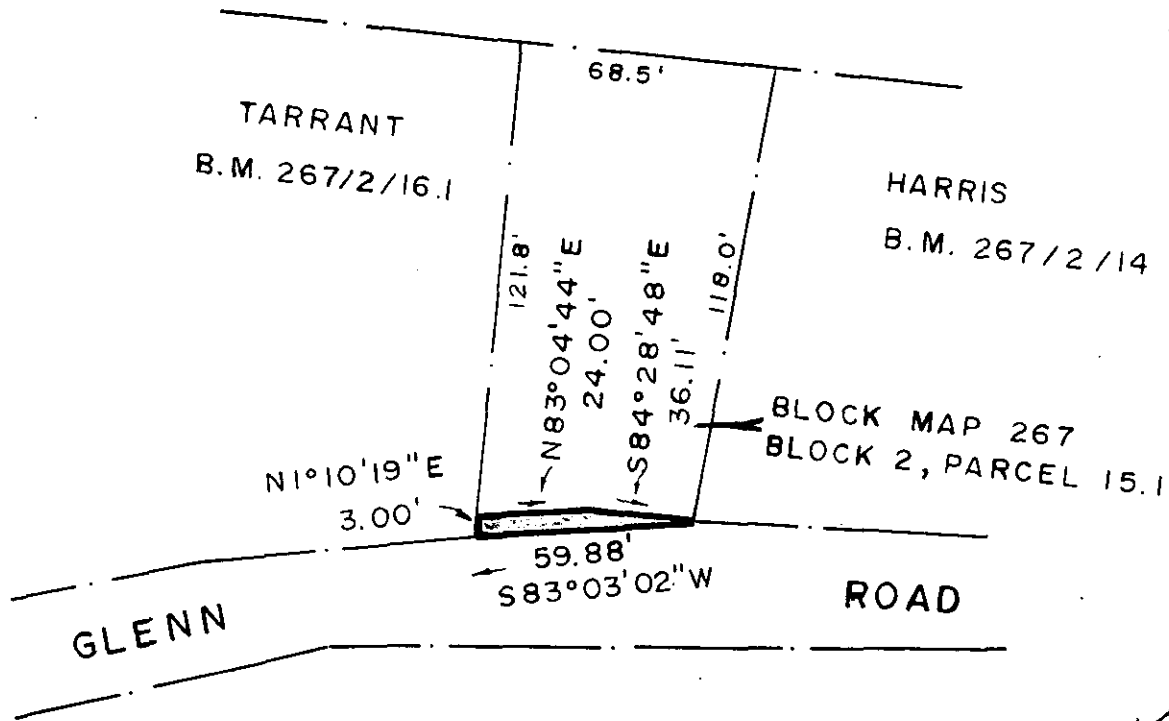 68.5'
TARRANT
B.M. 267/2/16.1
HARRIS
B.M. 267/2/14
121.8'
N83°04'44"E
24.00'
S84°28'48"E
36.11'
118.0'
BLOCK MAP 267
BLOCK 2, PARCEL 15.1
N1°10'19"E
3.00'
59.88'
S83°03'02"W
GLENN ROAD